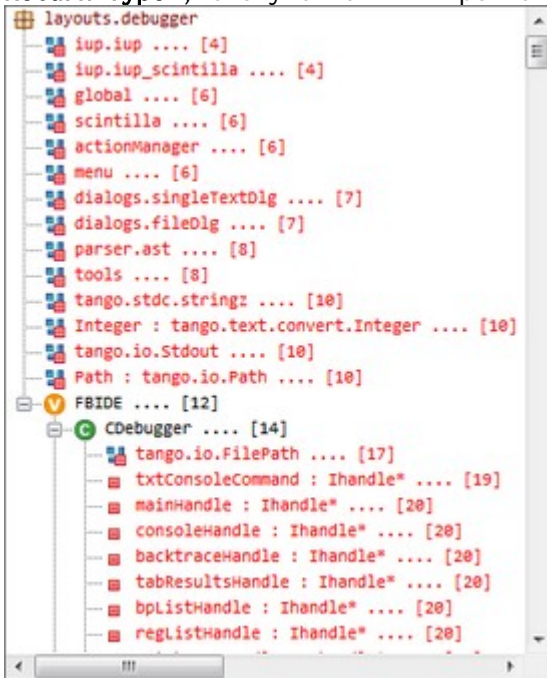 layouts.debugger
iup.iup .... [4]
iup.iup_scintilla .... [4]
global .... [6]
scintilla .... [6]
actionManager .... [6]
menu .... [6]
dialogs.singleTextDlg .... [7]
dialogs.fileDlg .... [7]
parser.ast .... [8]
tools .... [8]
tango.stdc.stringz .... [10]
Integer : tango.text.convert.Integer .... [10]
tango.io.Stdout .... [10]
Path : tango.io.Path .... [10]
V FBIDE .... [12]
C CDebugger .... [14]
tango.io.FilePath .... [17]
txtConsoleCommand : Ihandle* .... [19]
mainHandle : Ihandle* .... [20]
consoleHandle : Ihandle* .... [20]
backtraceHandle : Ihandle* .... [20]
tabResultsHandle : Ihandle* .... [20]
bpListHandle : Ihandle* .... [20]
regListHandle : Ihandle* .... [20]